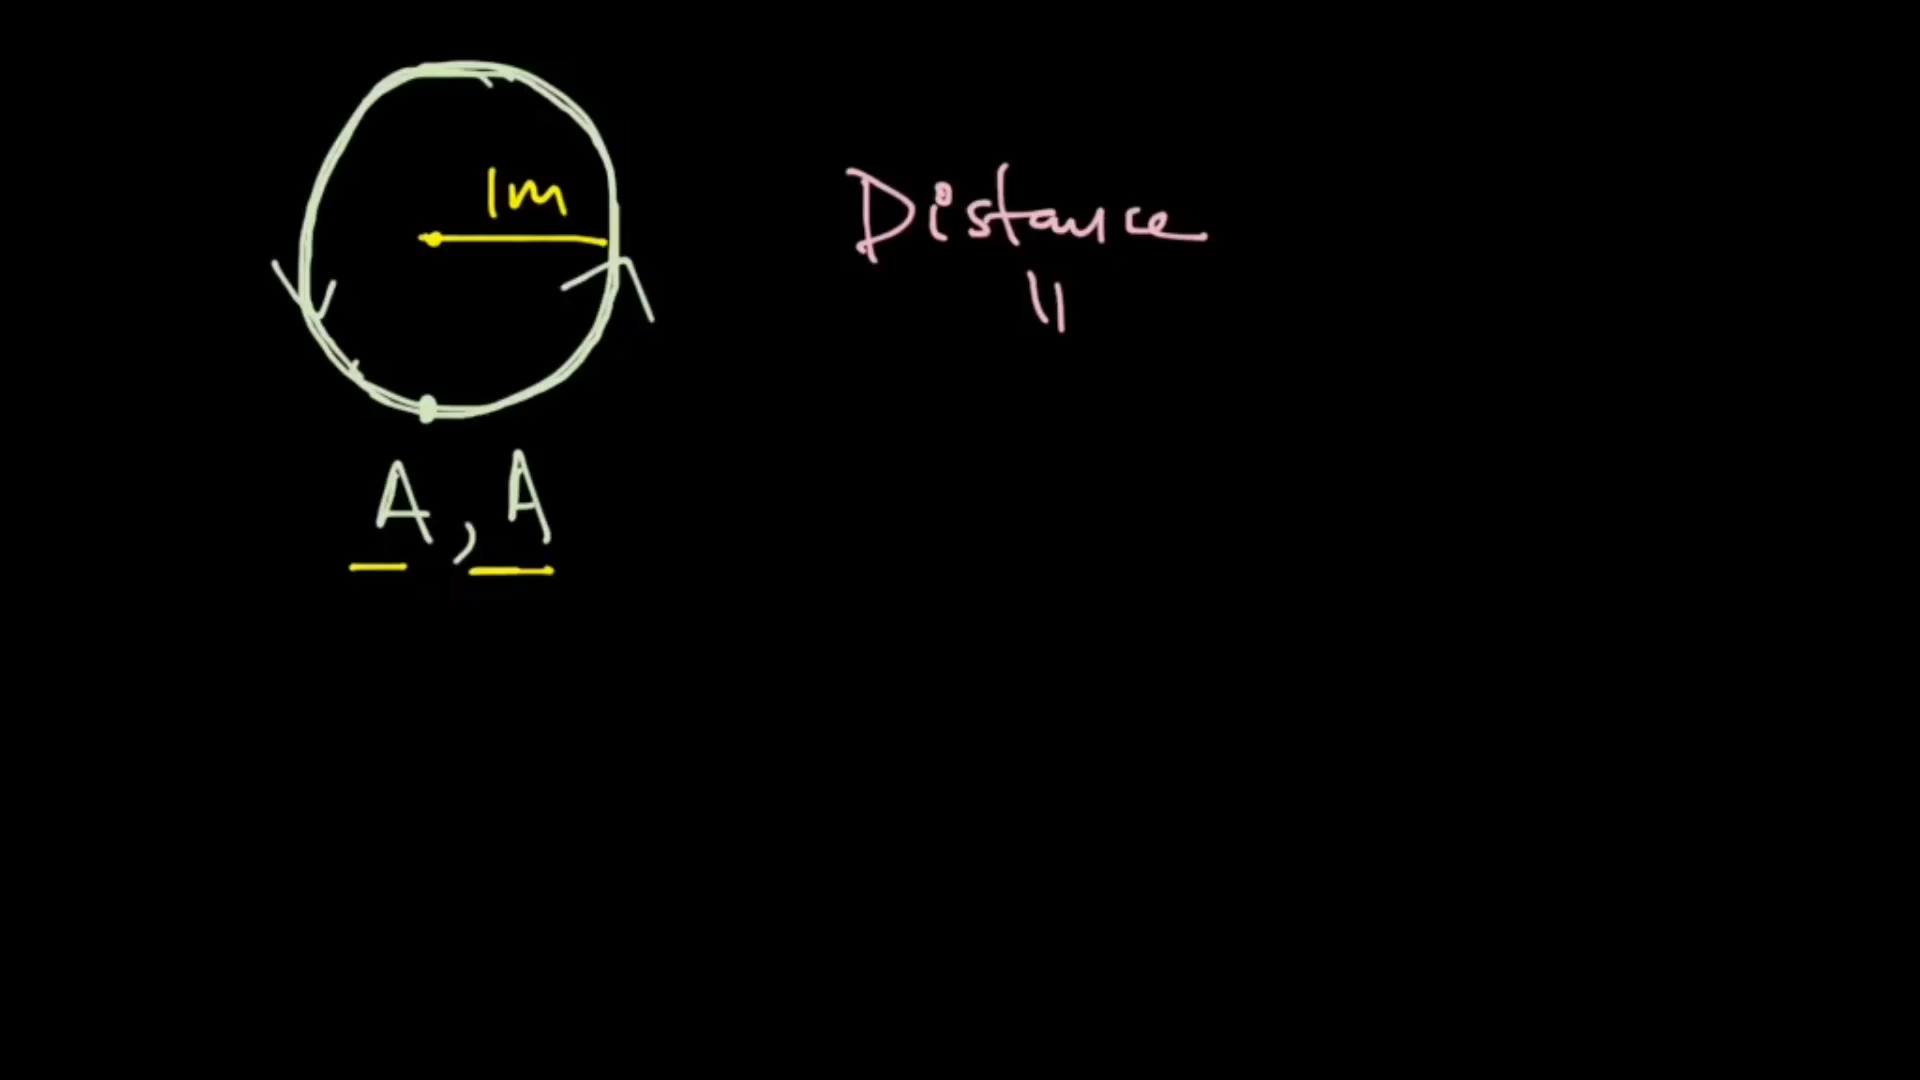 1m
Distance
=
A, A